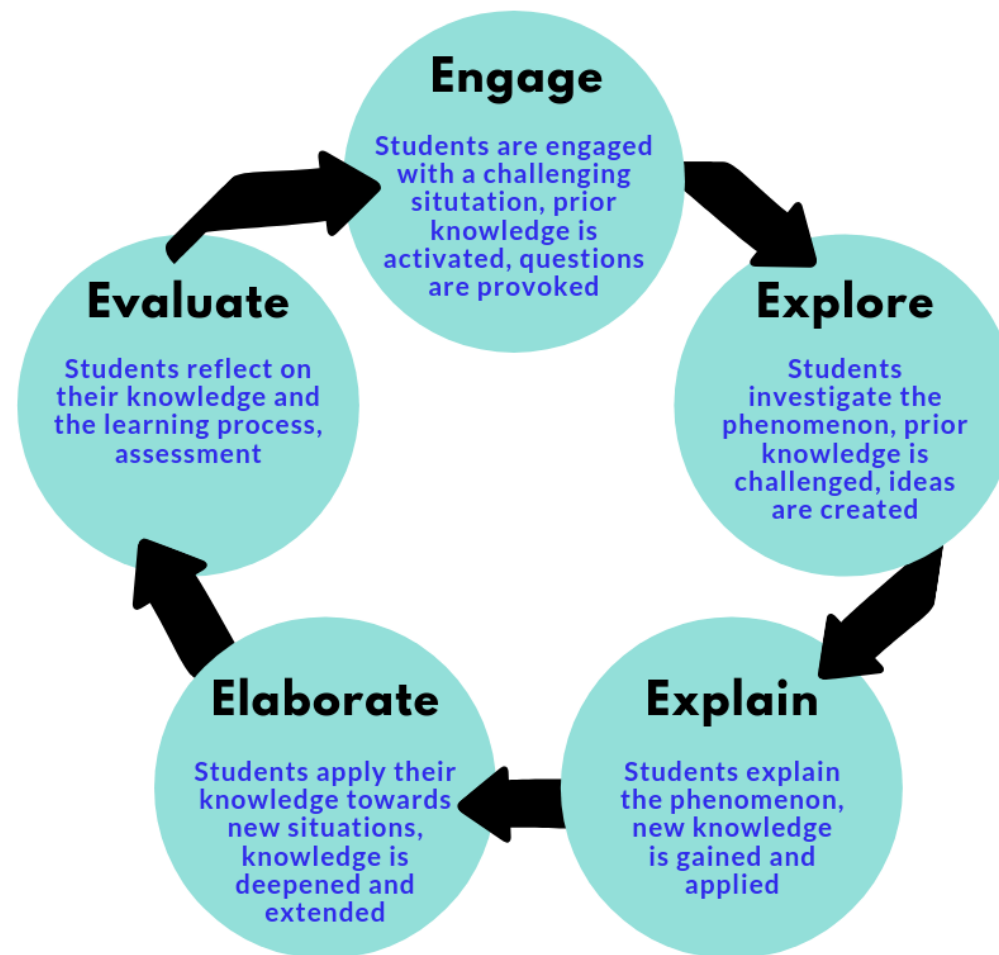 Engage
Students are engaged
with a challenging
situtation, prior
knowledge is
activated, questions
are provoked
Explore
Students
investigate the
phenomenon, prior
knowledge is
challenged, ideas
are created
Explain
Students explain
the phenomenon,
new knowledge
is gained and
applied
Elaborate
Students apply their
knowledge towards
new situations,
knowledge is
deepened and
extended
Evaluate
Students reflect on
their knowledge and
the learning process,
assessment